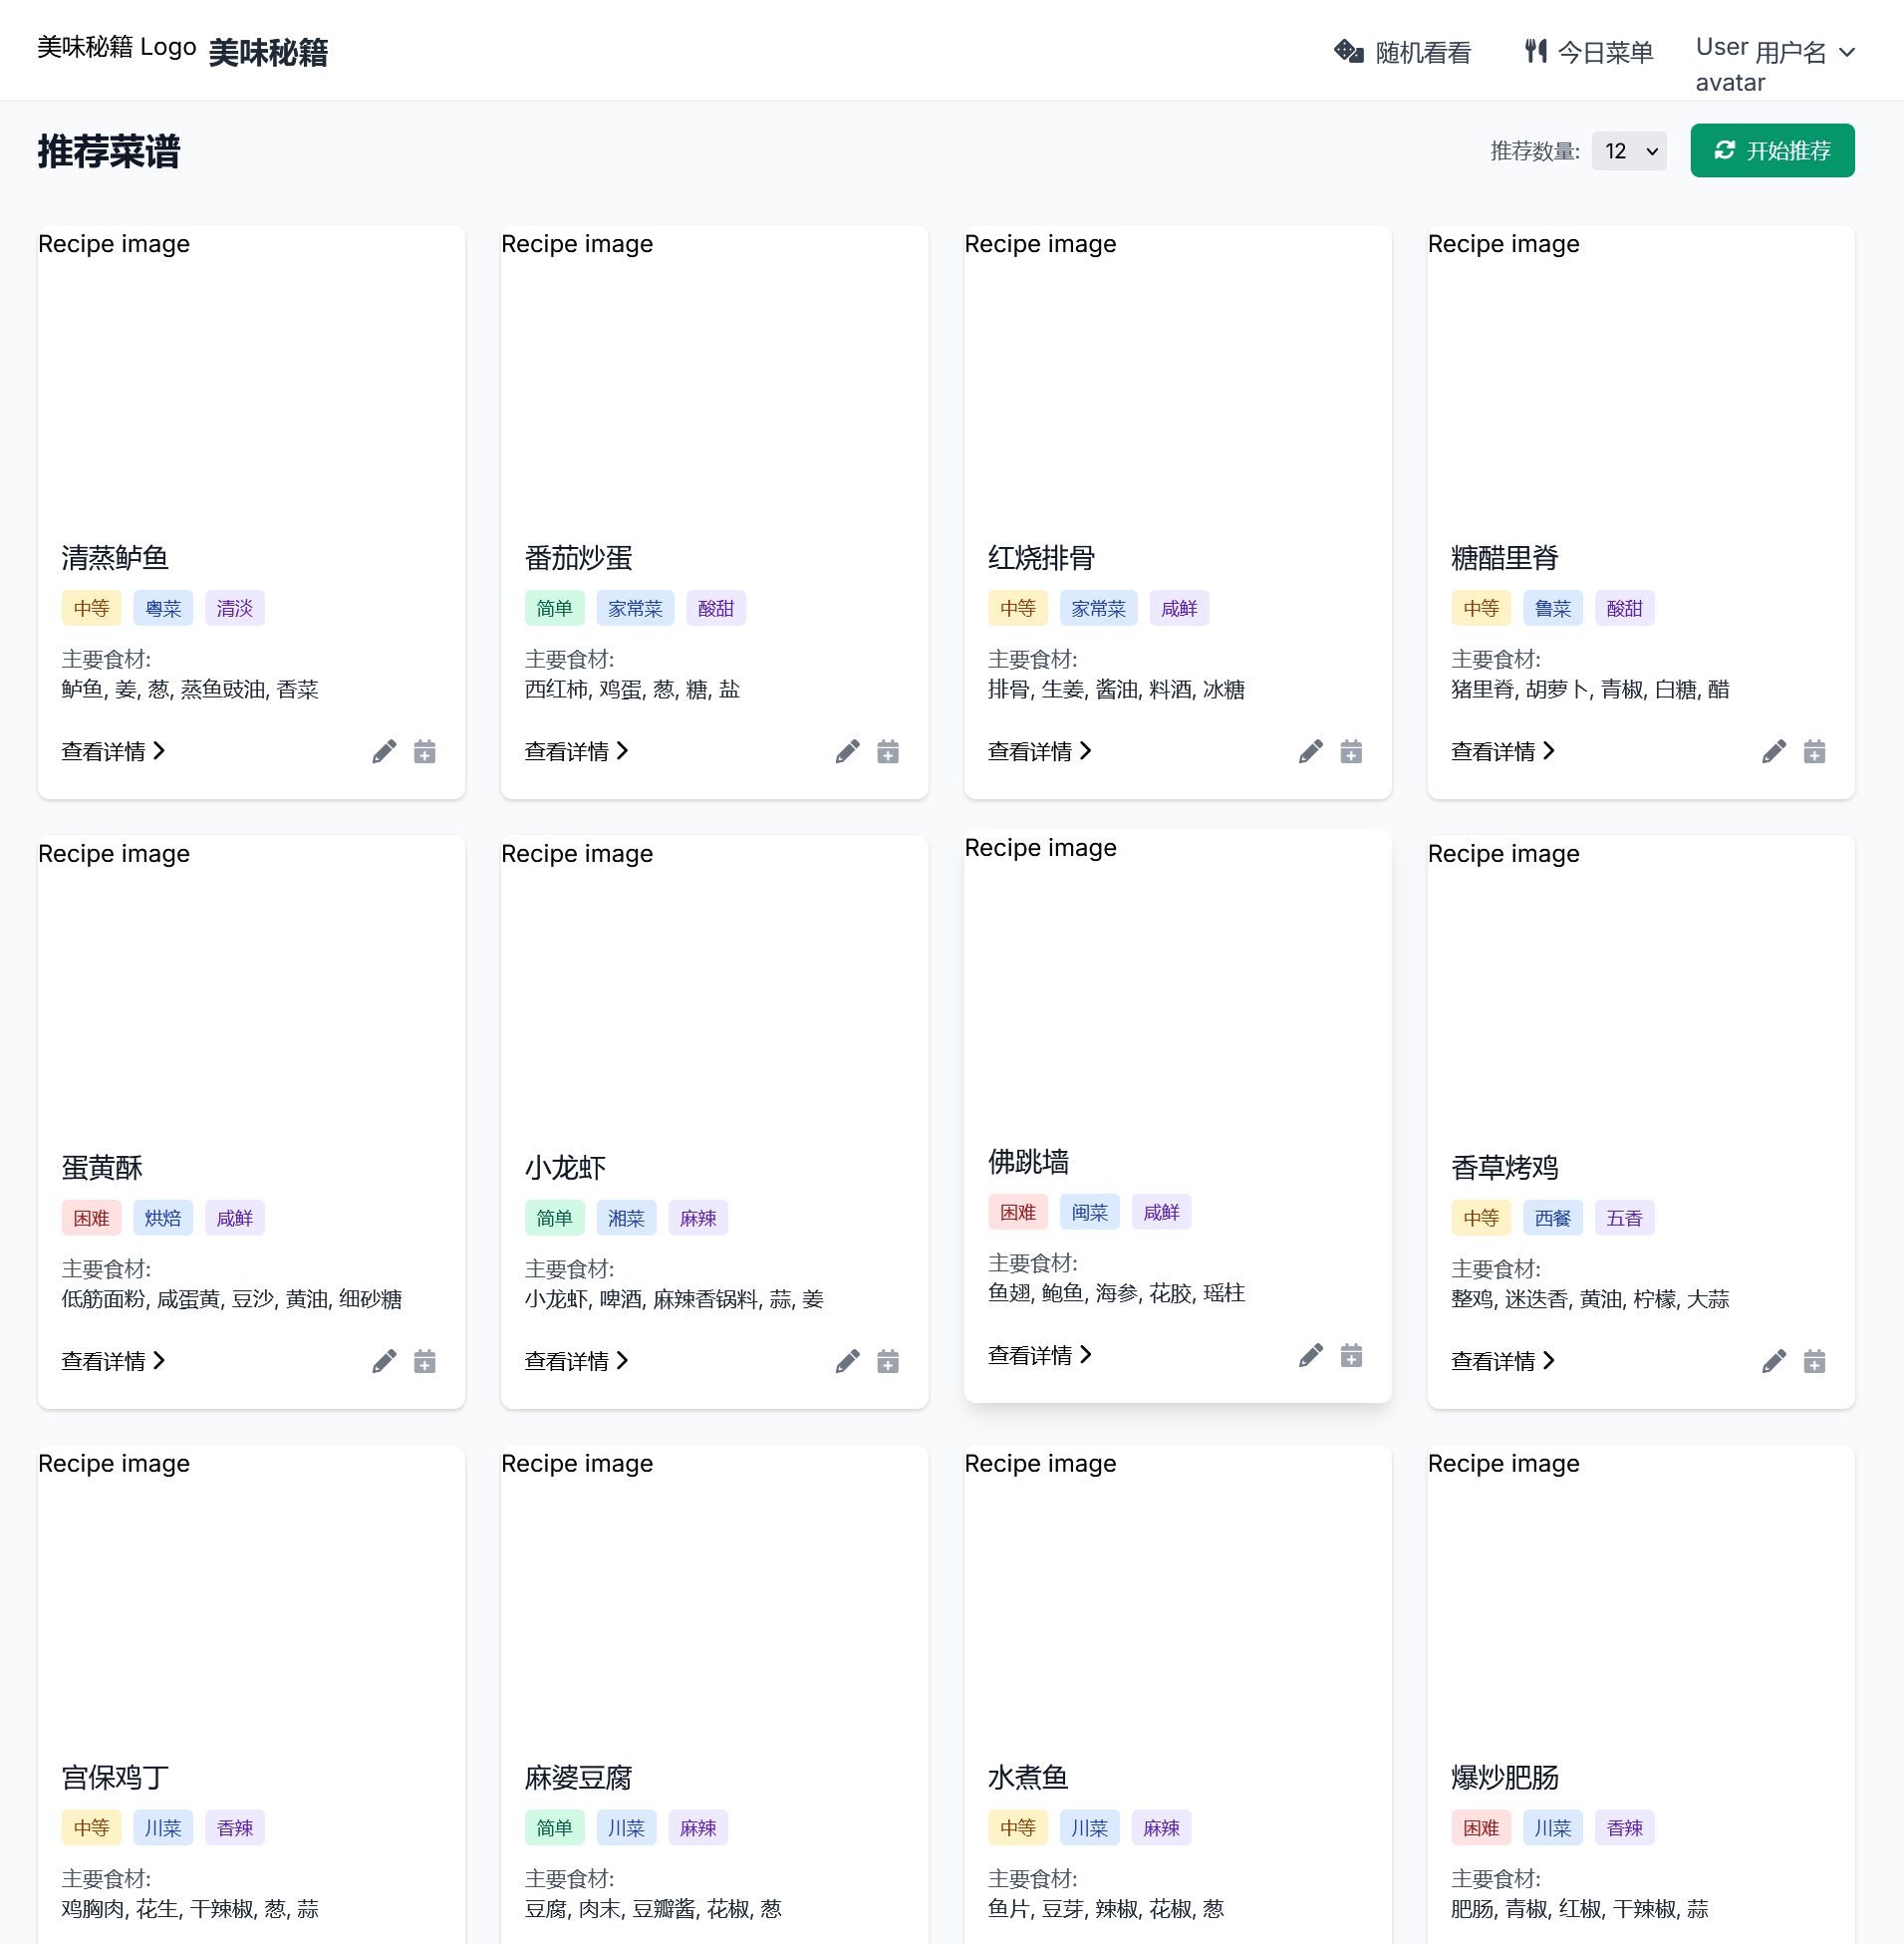 美味秘籍 Logo 美味秘籍
随机看看
今日菜单
User avatar
用户名
推荐菜谱
推荐数量: 12
开始推荐
Recipe image
清蒸鲈鱼
中等 粤菜 清淡
主要食材:
鲈鱼, 姜, 葱, 蒸鱼豉油, 香菜
查看详情
Recipe image
番茄炒蛋
简单 家常菜 酸甜
主要食材:
西红柿, 鸡蛋, 葱, 糖, 盐
查看详情
Recipe image
红烧排骨
中等 家常菜 咸鲜
主要食材:
排骨, 生姜, 酱油, 料酒, 冰糖
查看详情
Recipe image
糖醋里脊
中等 鲁菜 酸甜
主要食材:
猪里脊, 胡萝卜, 青椒, 白糖, 醋
查看详情
Recipe image
蛋黄酥
困难 烘焙 咸鲜
主要食材:
低筋面粉, 咸蛋黄, 豆沙, 黄油, 细砂糖
查看详情
Recipe image
小龙虾
简单 湘菜 麻辣
主要食材:
小龙虾, 啤酒, 麻辣香锅料, 蒜, 姜
查看详情
Recipe image
佛跳墙
困难 闽菜 咸鲜
主要食材:
鱼翅, 鲍鱼, 海参, 花胶, 瑶柱
查看详情
Recipe image
香草烤鸡
中等 西餐 五香
主要食材:
整鸡, 迷迭香, 黄油, 柠檬, 大蒜
查看详情
Recipe image
宫保鸡丁
中等 川菜 香辣
主要食材:
鸡胸肉, 花生, 干辣椒, 葱, 蒜
Recipe image
麻婆豆腐
简单 川菜 麻辣
主要食材:
豆腐, 肉末, 豆瓣酱, 花椒, 葱
Recipe image
水煮鱼
中等 川菜 麻辣
主要食材:
鱼片, 豆芽, 辣椒, 花椒, 葱
Recipe image
爆炒肥肠
困难 川菜 香辣
主要食材:
肥肠, 青椒, 红椒, 干辣椒, 蒜